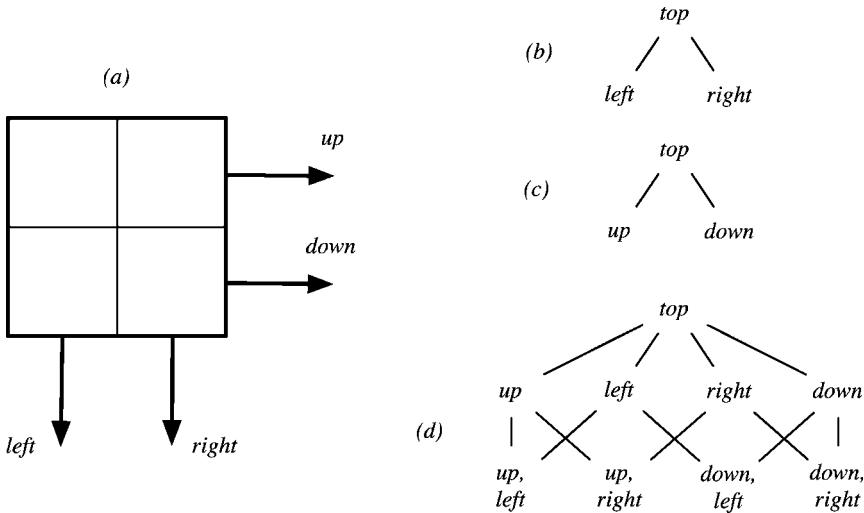 (a)
up
down
left
right
(b)
top
left
right
(c)
top
up
down
(d)
top
up
left
right
down
up,
left
up,
right
down,
left
down,
right